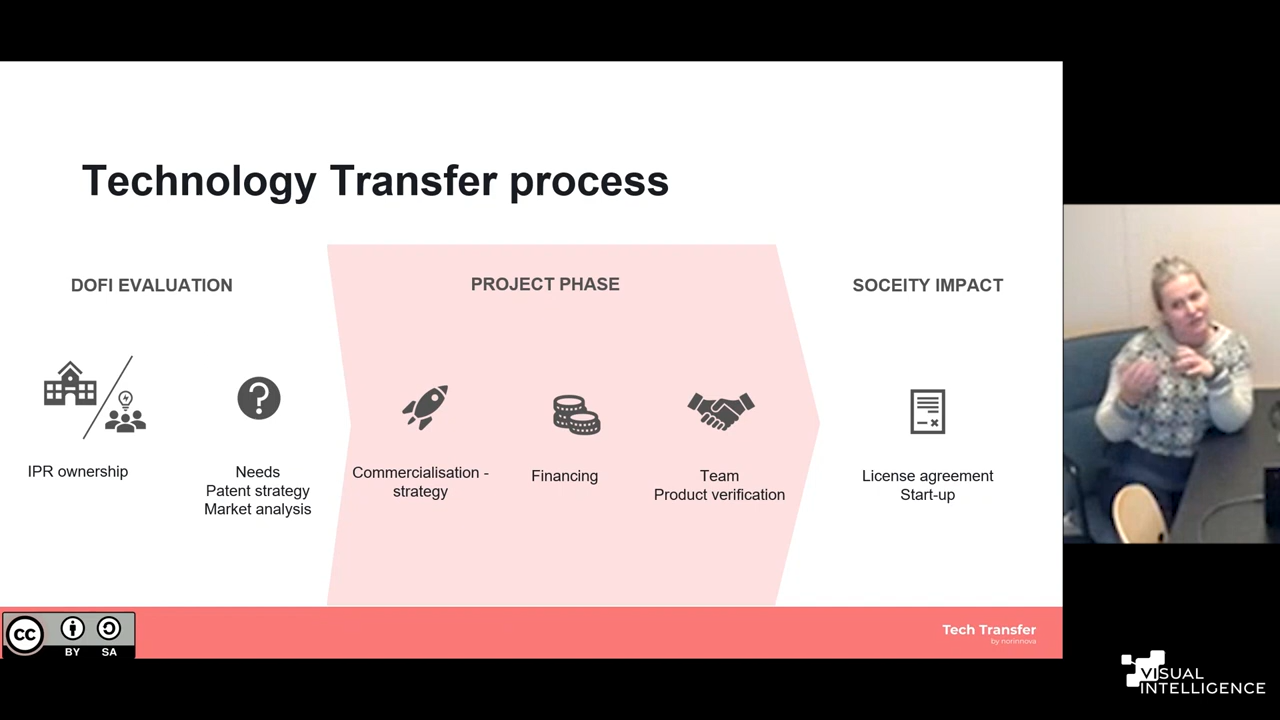 Technology Transfer process
DOFI EVALUATION
PROJECT PHASE
SOCEITY IMPACT
IPR ownership
Needs
Patent strategy
Market analysis
Commercialisation -
strategy
Financing
Team
Product verification
License agreement
Start-up
Tech Transfer
by norinnova
CC
BY SA
VISUAL
INTELLIGENCE